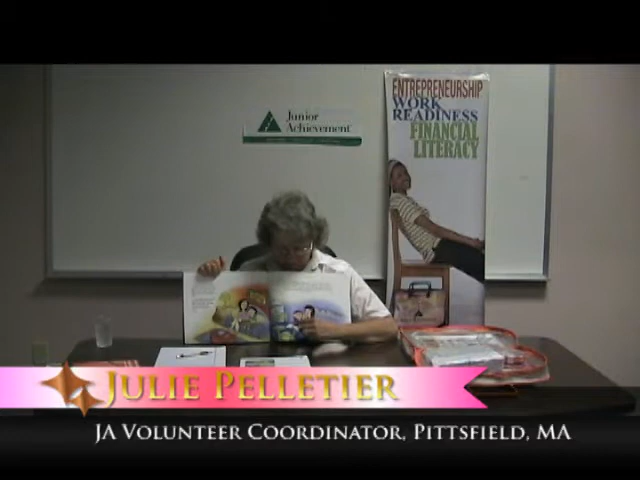 ENTREPRENEURSHIP
WORK
READINESS
FINANCIAL
LITERACY
Junior
Achievement
JULIE PELLETIER
JA VOLUNTEER COORDINATOR, PITTSFIELD, MA